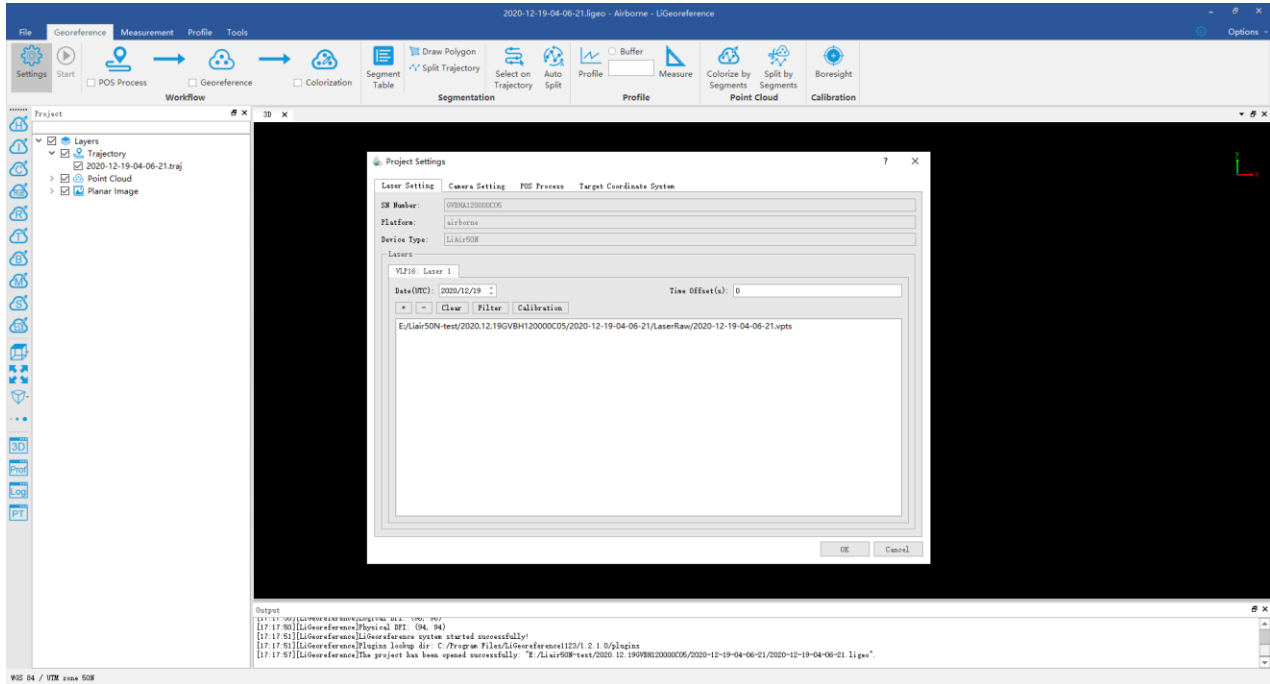 2020-12-19-04-06-21.ligeo - Airborne - LiGeoreference
File Georeference Measurement Profile Tools Options
Settings Start POS Process Georeference Colorization
Workflow
Segment Table Draw Polygon Split Trajectory Select on Trajectory Auto Split
Segmentation
Profile Buffer Measure
Profile
Colorize by Segments Split by Segments
Point Cloud
Boresight
Calibration
Project
3D
Layers
Trajectory
2020-12-19-04-06-21.traj
Point Cloud
Planar Image
3D
Prof
Log
PT
Project Settings
Laser Setting Camera Setting POS Process Target Coordinate System
SN Number: GVBHA120000C05
Platform: airborne
Device Type: LiAir50N
Lasers
VLP16: Laser 1
Date(UTC): 2020/12/19 Time Offset(s): 0
+ - Clear Filter Calibration
E:/Liair50N-test/2020.12.19GVBH120000C05/2020-12-19-04-06-21/LaserRaw/2020-12-19-04-06-21.vpts
OK Cancel
Output
[17:17:50][LiGeoreference]Physical DPI: (94, 94)
[17:17:51][LiGeoreference]LiGeoreference system started successfully!
[17:17:51][LiGeoreference]Plugins lookup dir: C:/Program Files/LiGeoreference1123/1.2.1.0/plugins
[17:17:57][LiGeoreference]The project has been opened successfully: "E:/Liair50N-test/2020.12.19GVBH120000C05/2020-12-19-04-06-21/2020-12-19-04-06-21.ligeo".
WGS 84 / UTM zone 50N